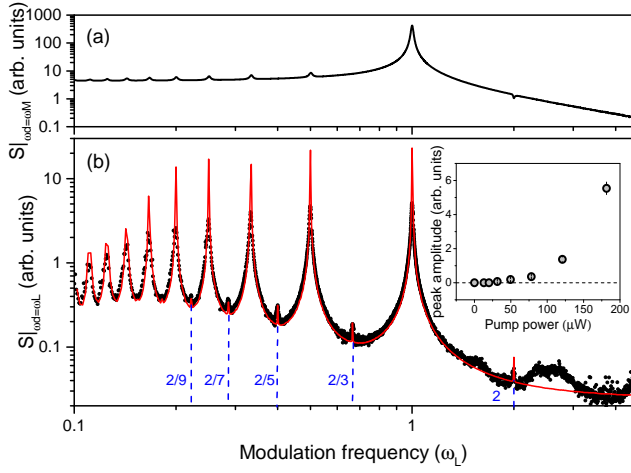 1000
100
10
1
0.1
S|ωd=ωM (arb. units)
(a)
10
1
0.1
S|ωd=ωL (arb. units)
(b)
peak amplitude (arb. units)
6
4
2
0
0 50 100 150 200
Pump power (μW)
2/9 2/7 2/5 2/3 2
0.1 1
Modulation frequency (ωL)